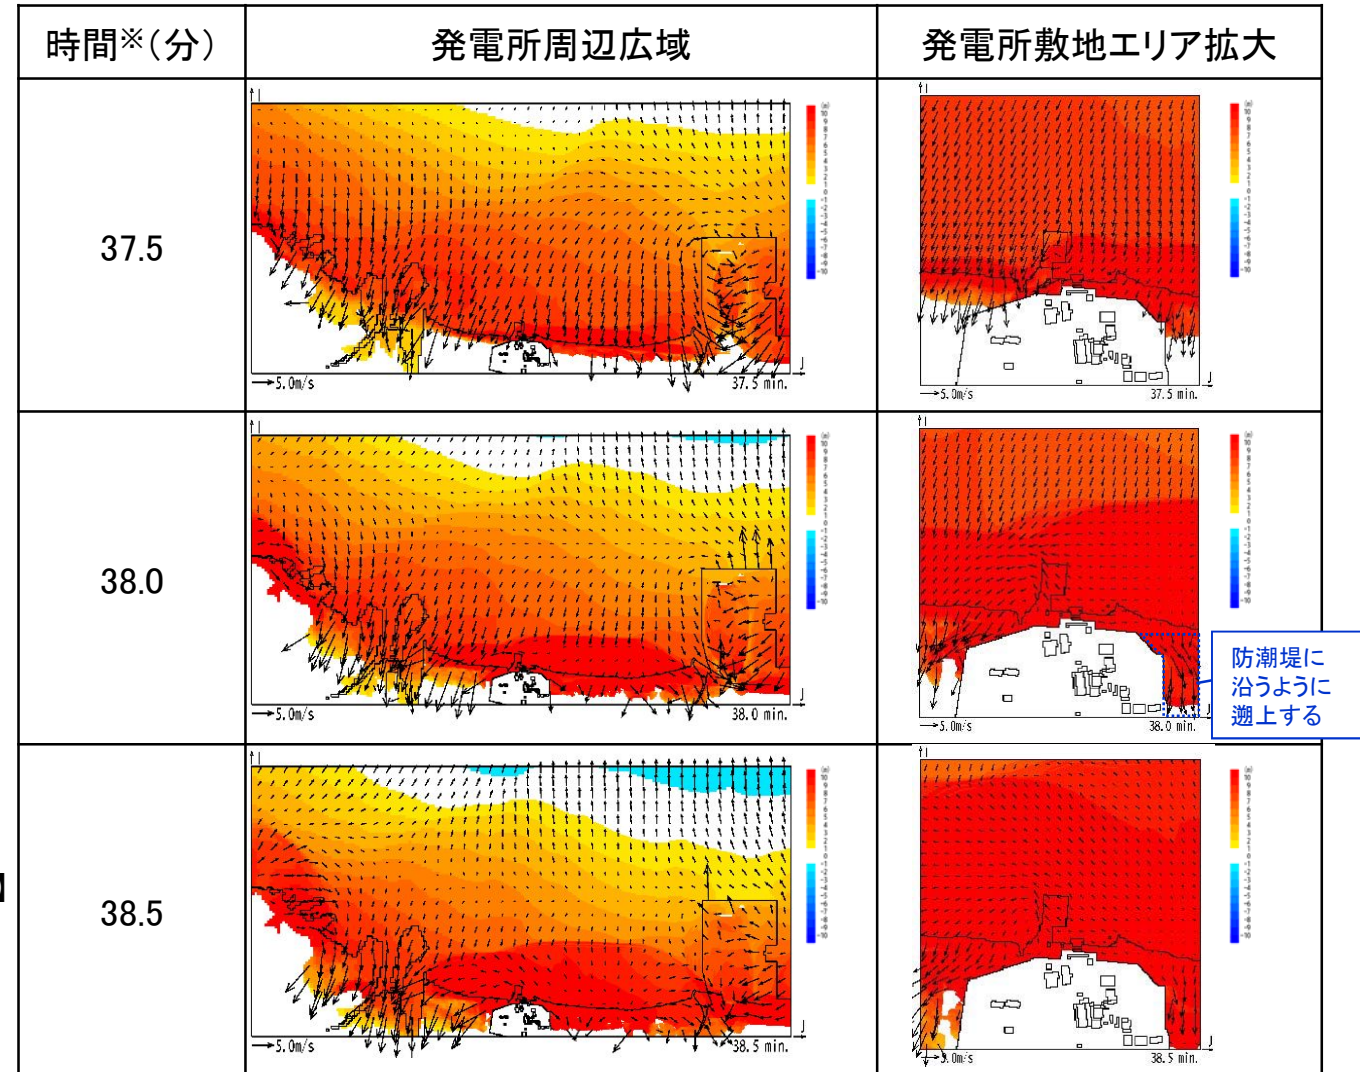 時間※(分)
発電所周辺広域
発電所敷地エリア拡大
37.5
5.0m/s
37.5 min.
J
I
5.0m/s
37.5 min.
J
38.0
5.0m/s
38.0 min.
J
I
5.0m/s
38.0 min.
J
防潮堤に
沿うように
遡上する
38.5
5.0m/s
38.5 min.
J
I
5.0m/s
38.5 min.
J